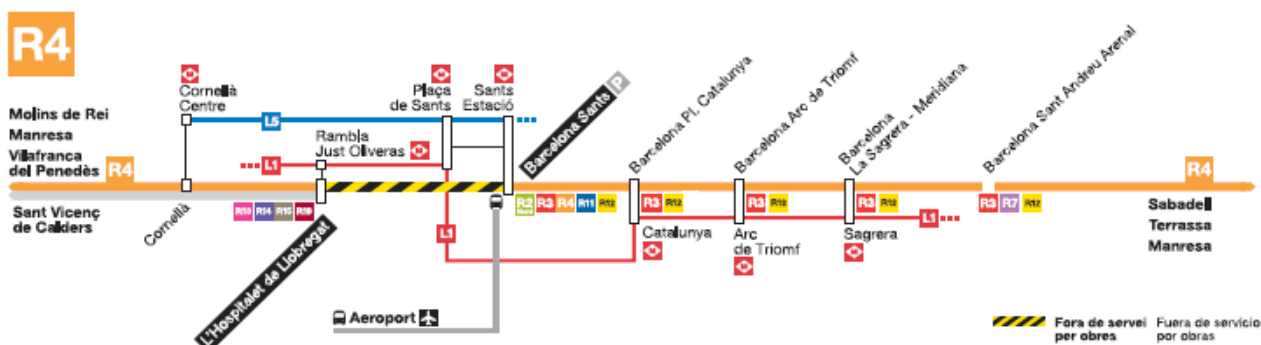 R4
Cornellà
Centre
Plaça
de Sants
Sants
Estació
Barcelona Sants P
Barcelona Pl. Catalunya
Barcelona Arc de Triomf
Barcelona
La Sagrera - Meridiana
Barcelona Sant Andreu Arenal
Molins de Rei
Manresa
Vilafranca
del Penedès R4
L5
Rambla
Just Oliveras
L1
R4
Sant Vicenç
de Calders
Cornellà
R13 R14 R15 R16
L'Hospitalet de Llobregat
L1
R2
Nord
R3 R4 R11 R12
R3 R12
R3 R12
R3 R12
R3 R7 R12
L1
Catalunya
Arc
de Triomf
Sagrera
Sabadell
Terrassa
Manresa
Aeroport
Fora de servei
per obres
Fuera de servicio
por obras